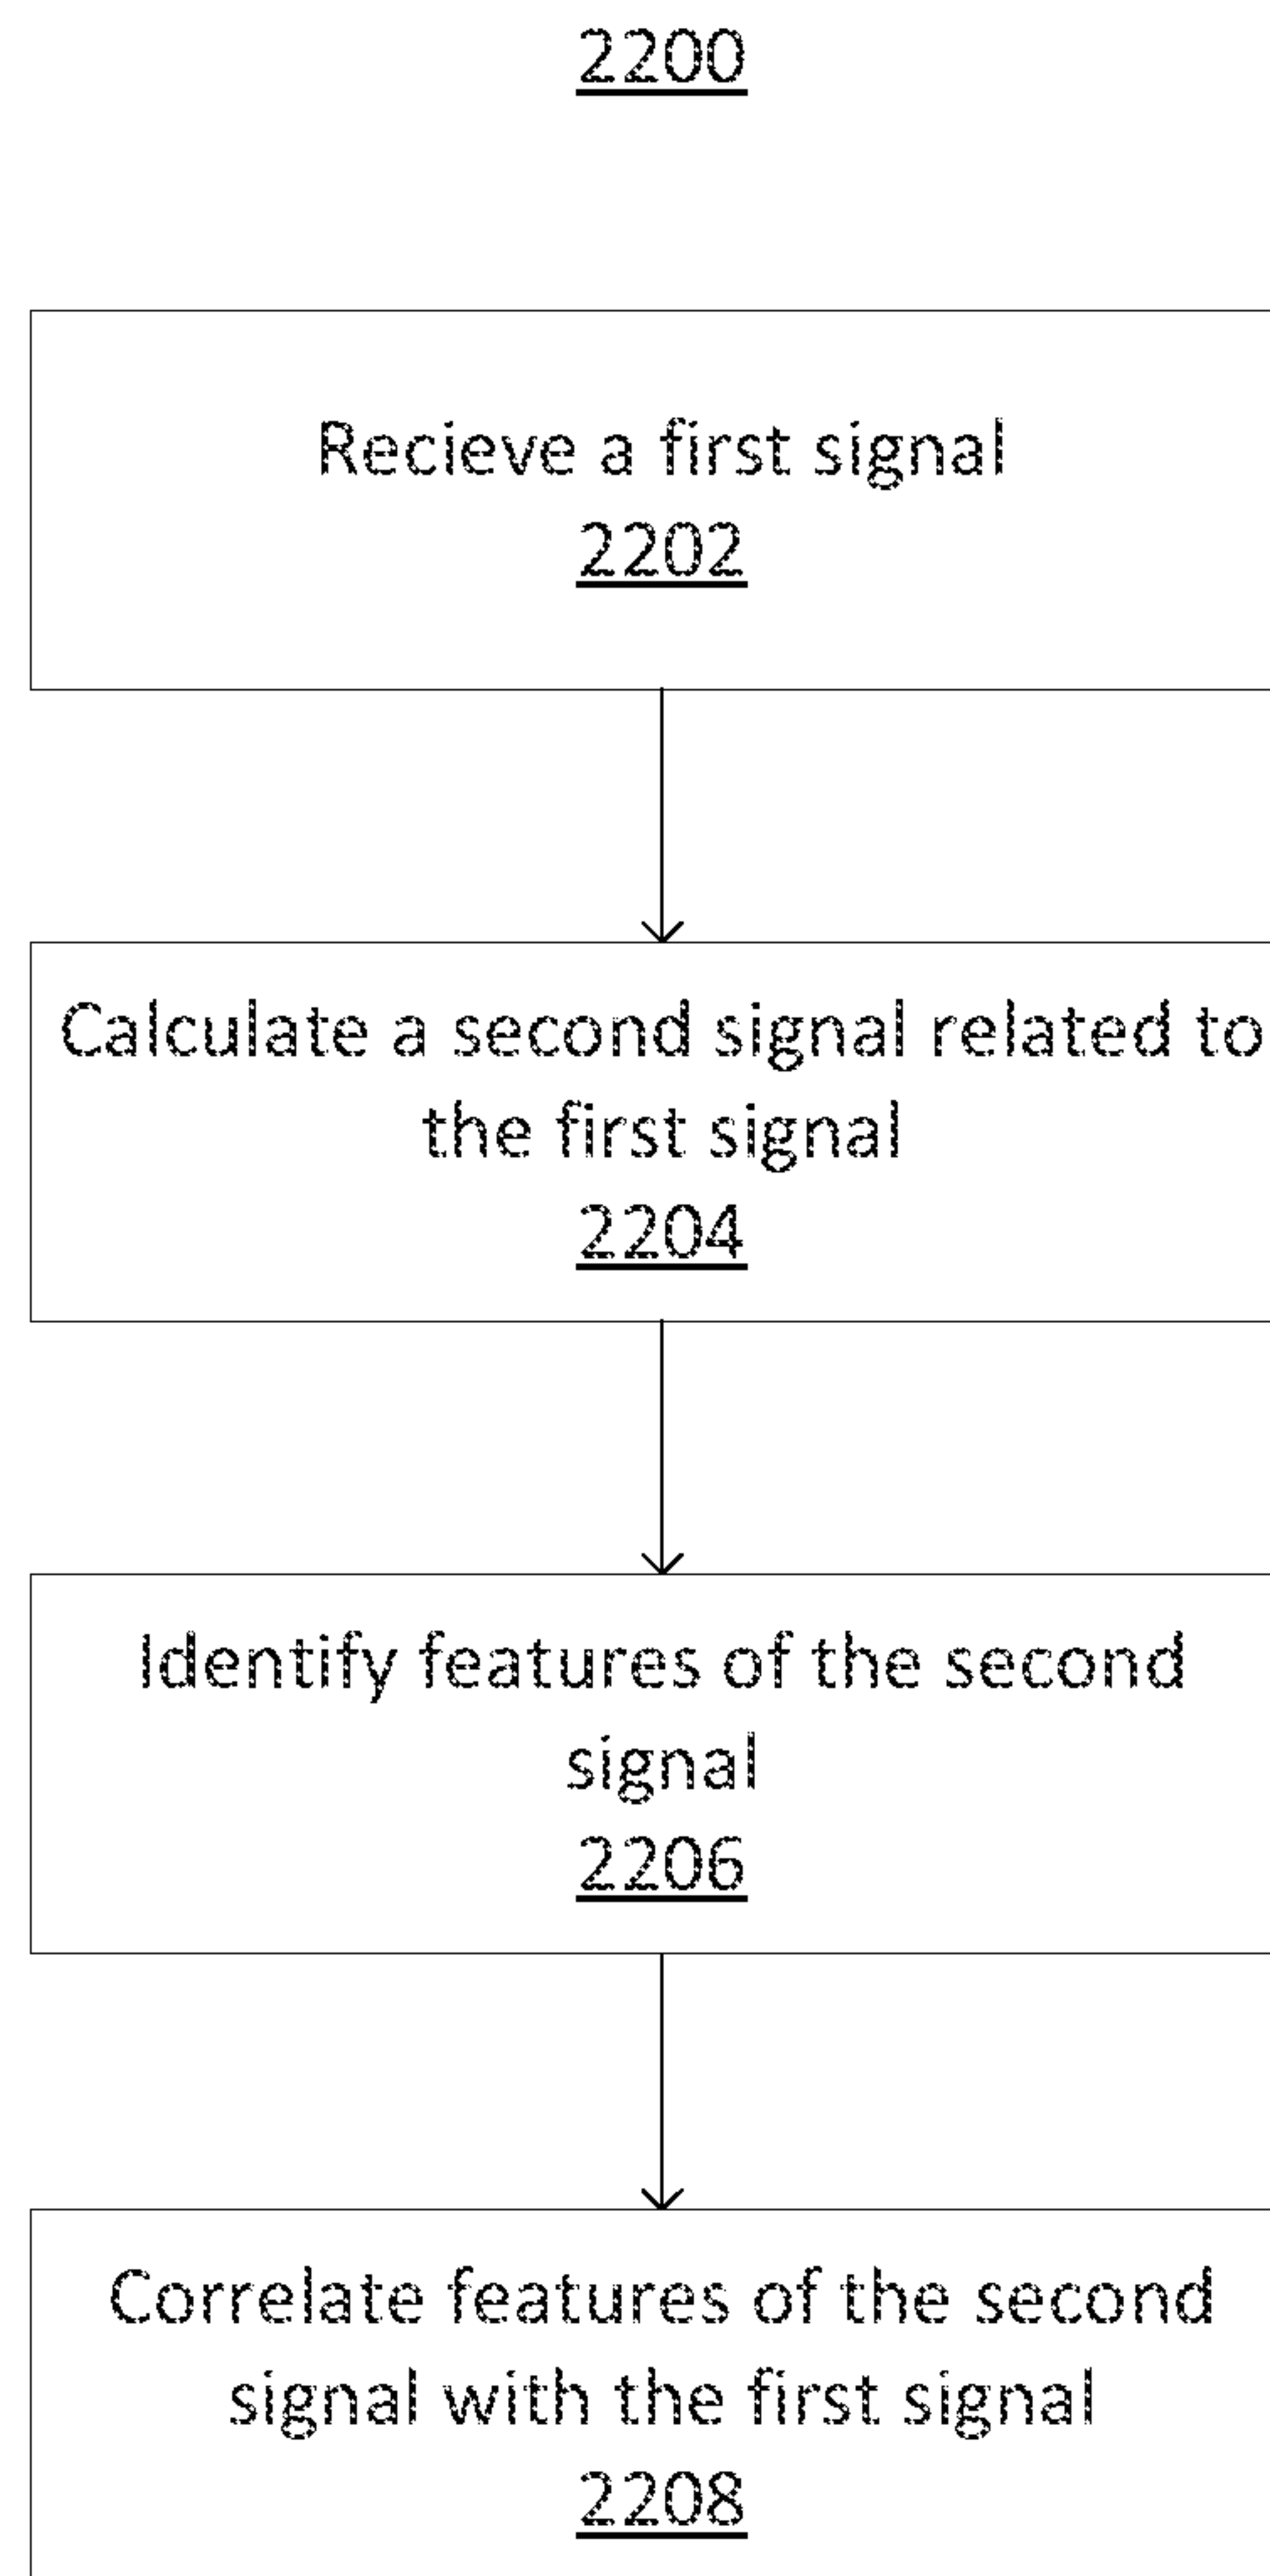 2200
Recieve a first signal
2202
Calculate a second signal related to
the first signal
2204
Identify features of the second
signal
2206
Correlate features of the second
signal with the first signal
2208